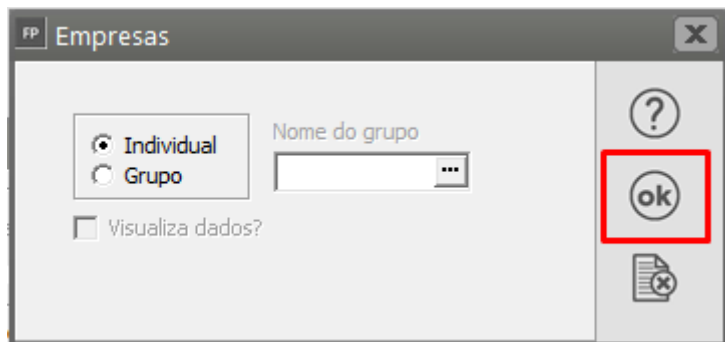 FP Empresas
Individual
Grupo
Nome do grupo
...
Visualiza dados?
?
ok